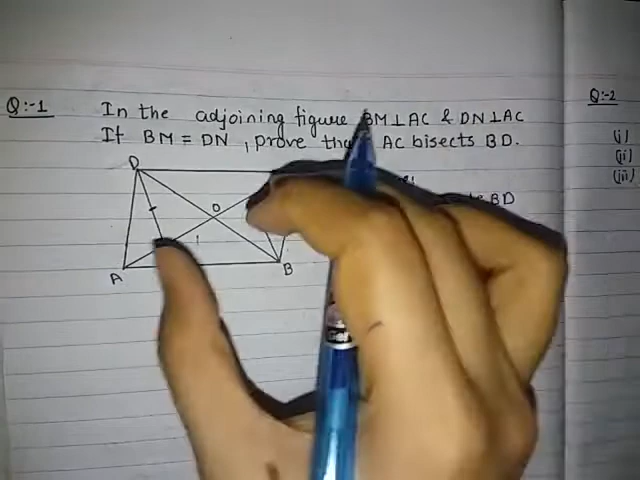 Q:-1
In the adjoining figure BM⊥AC & DN⊥AC
If BM = DN , prove AC bisects BD.
D
O
A
B
BD
Q:-2
(i)
(ii)
(iii)